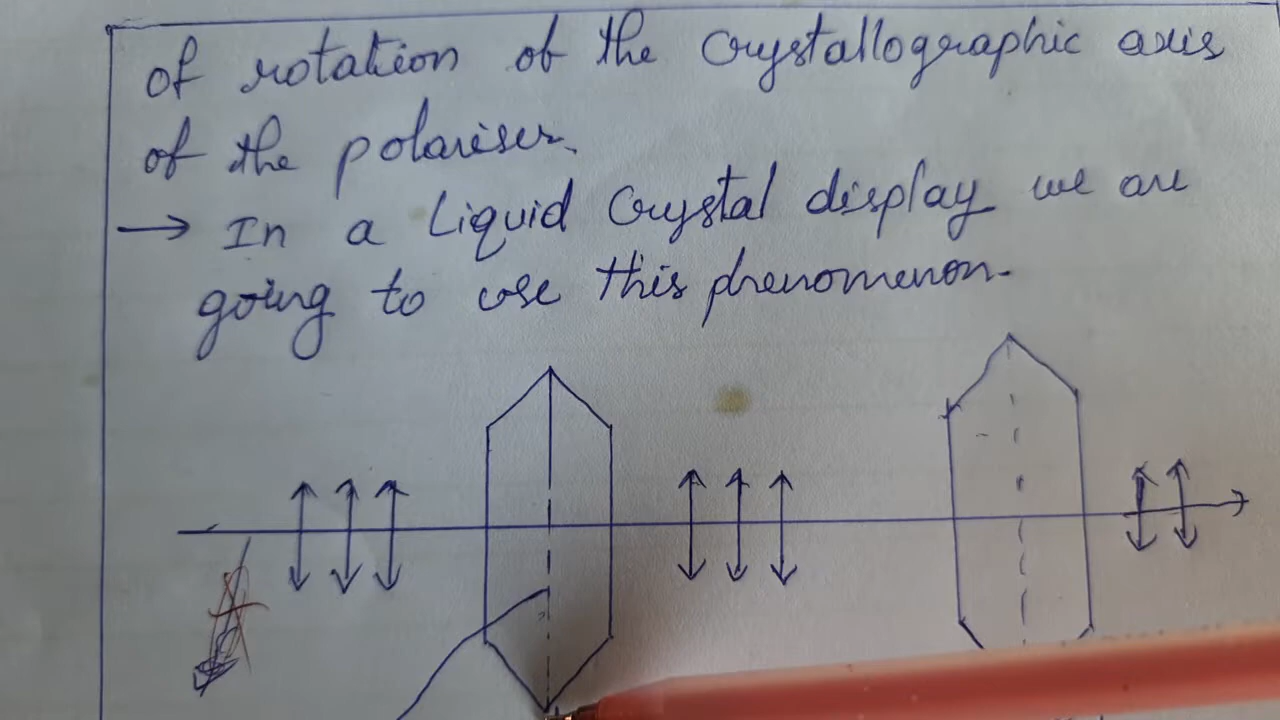 of rotation of the Crystallographic axis
of the polariser.
→ In a Liquid Crystal display we are
going to use this phenomenon.